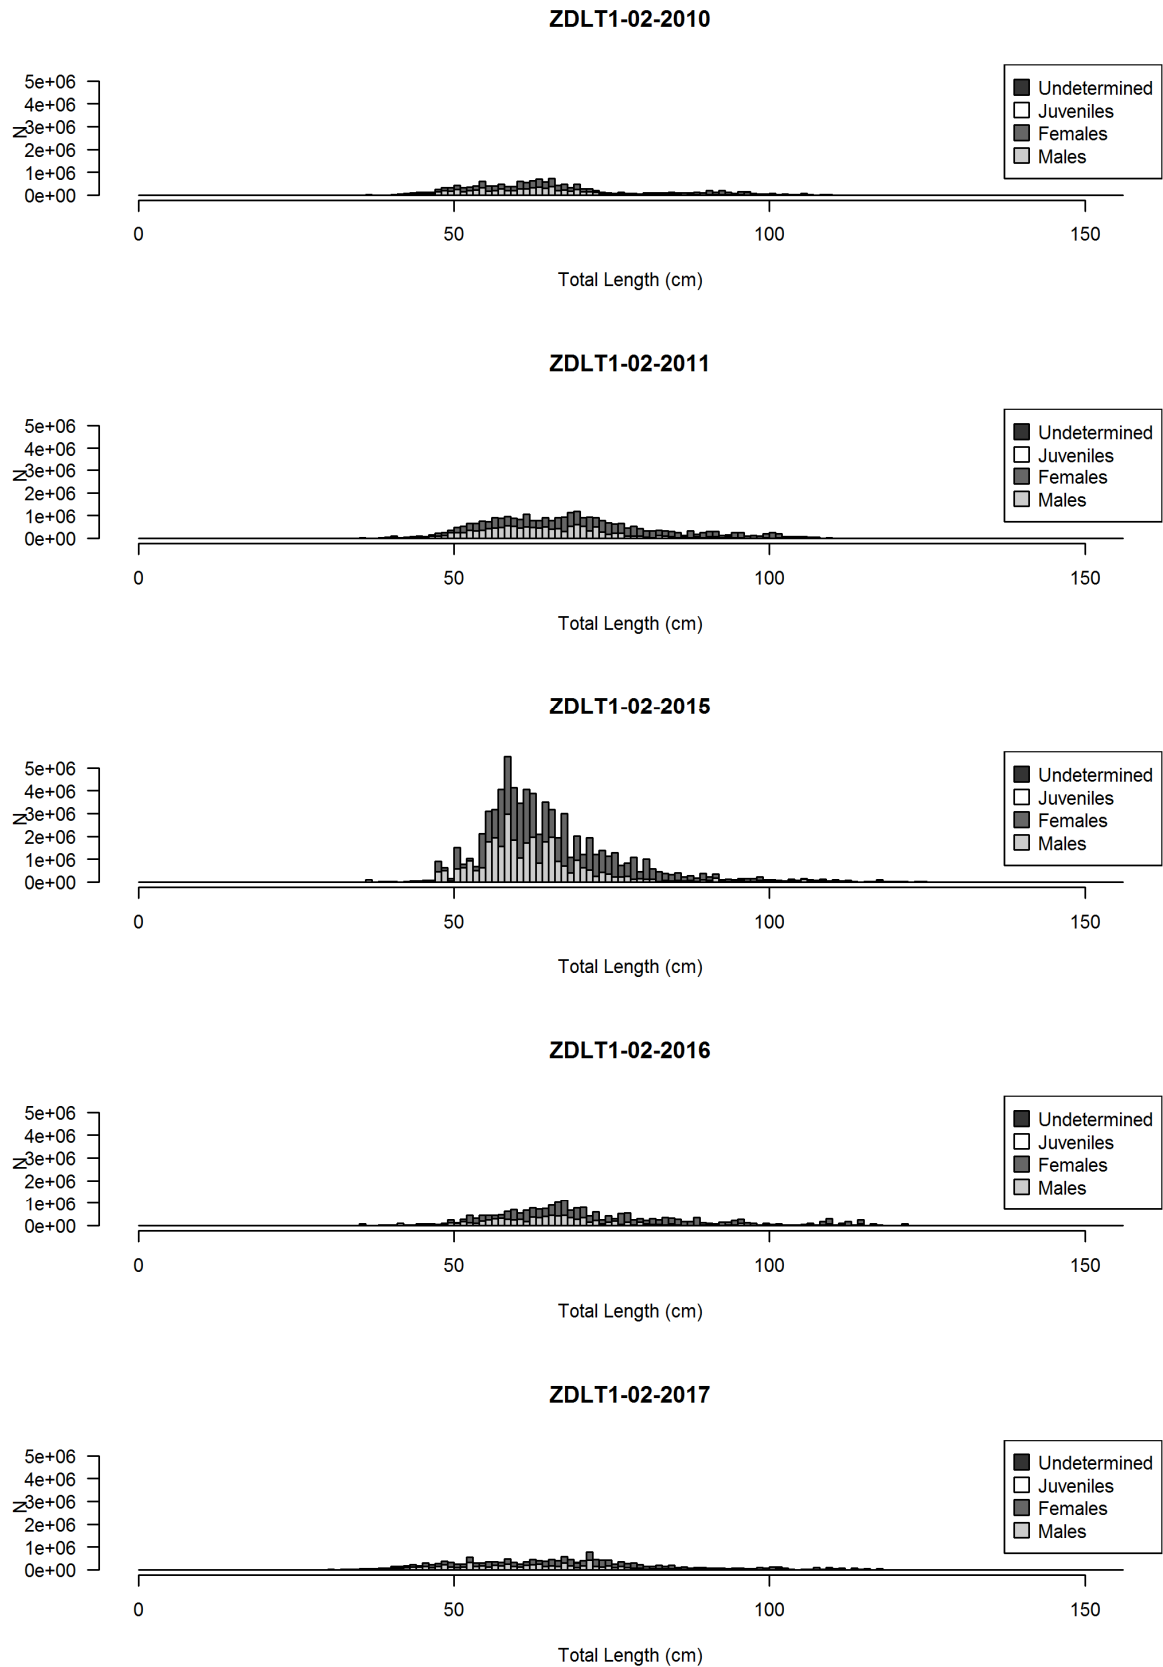 ZDLT1-02-2010
5e+06
4e+06
3e+06
2e+06
1e+06
0e+00
N
Undetermined
Juveniles
Females
Males
0 50 100 150
Total Length (cm)
ZDLT1-02-2011
5e+06
4e+06
3e+06
2e+06
1e+06
0e+00
N
Undetermined
Juveniles
Females
Males
0 50 100 150
Total Length (cm)
ZDLT1-02-2015
5e+06
4e+06
3e+06
2e+06
1e+06
0e+00
N
Undetermined
Juveniles
Females
Males
0 50 100 150
Total Length (cm)
ZDLT1-02-2016
5e+06
4e+06
3e+06
2e+06
1e+06
0e+00
N
Undetermined
Juveniles
Females
Males
0 50 100 150
Total Length (cm)
ZDLT1-02-2017
5e+06
4e+06
3e+06
2e+06
1e+06
0e+00
N
Undetermined
Juveniles
Females
Males
0 50 100 150
Total Length (cm)